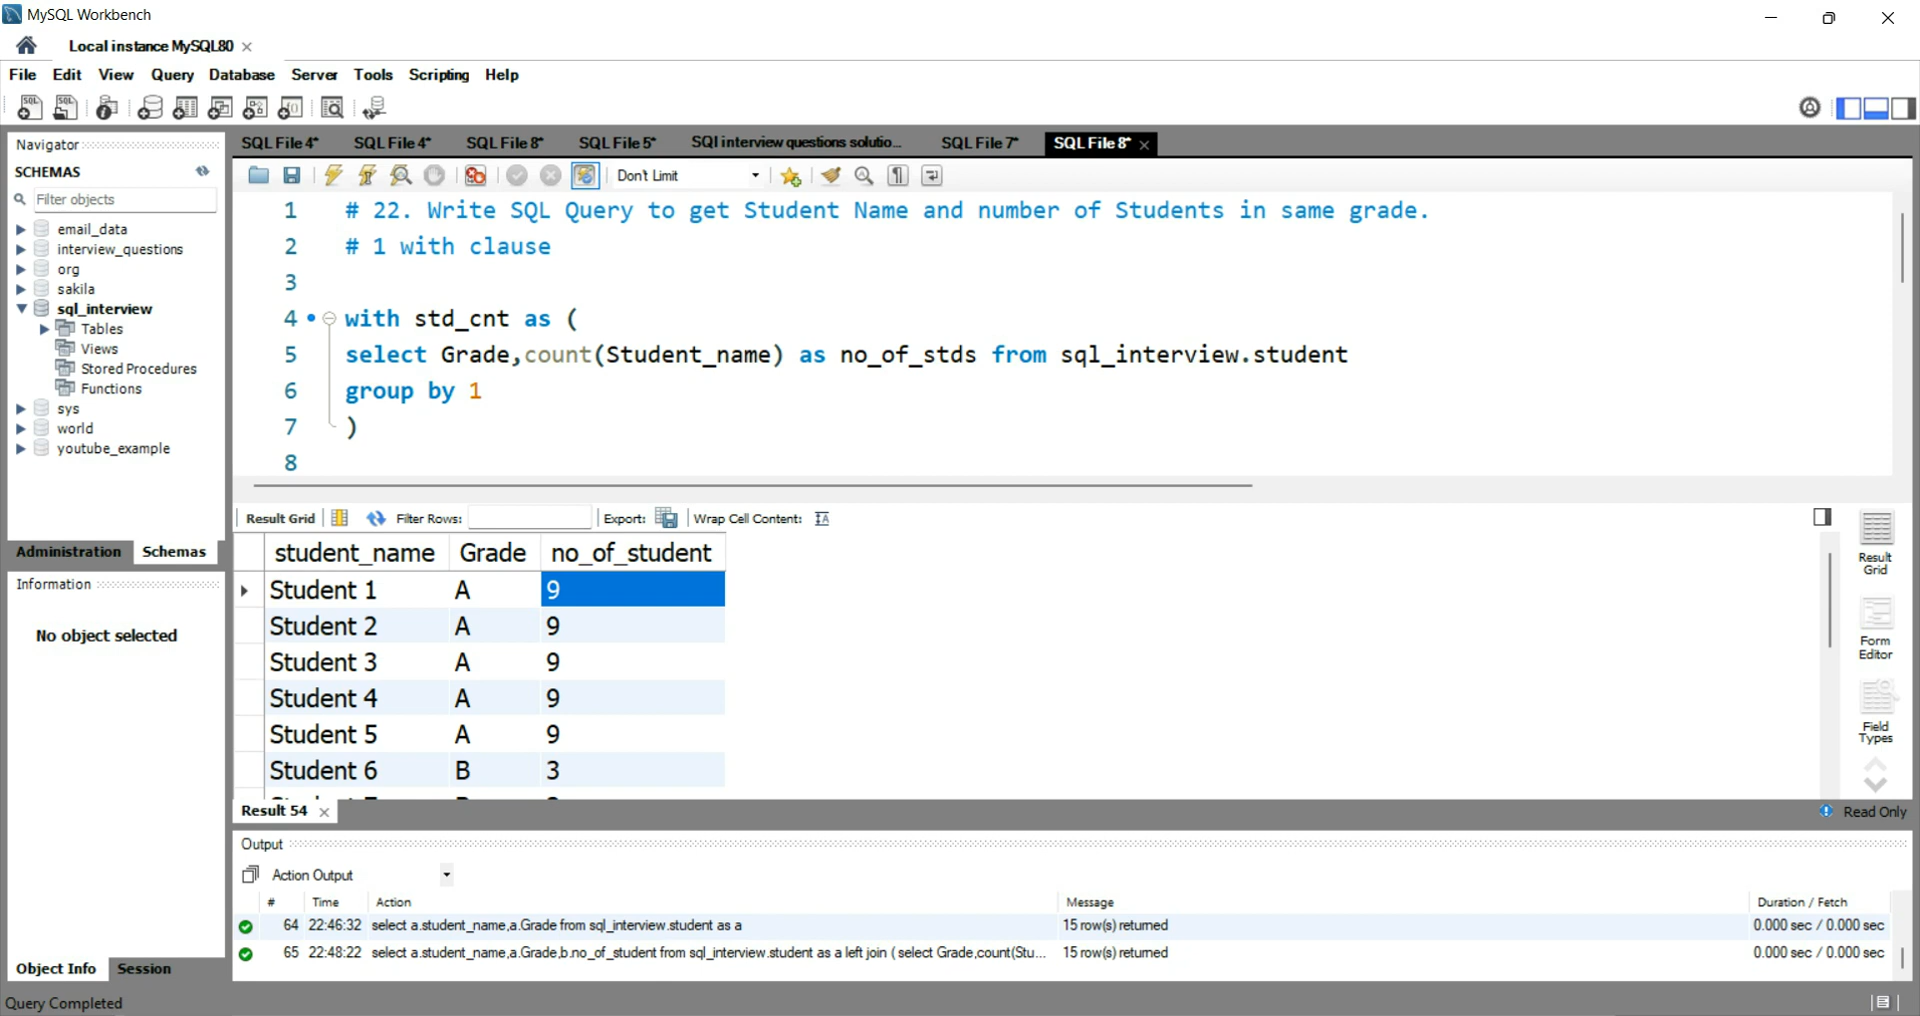 MySQL Workbench
Local instance MySQL80
File Edit View Query Database Server Tools Scripting Help
Navigator
SCHEMAS
Filter objects
email_data
interview_questions
org
sakila
sql_interview
Tables
Views
Stored Procedures
Functions
sys
world
youtube_example
Administration Schemas
Information
No object selected
Object Info Session
SQL File 4* SQL File 4* SQL File 8* SQL File 5* SQl interview questions solutio... SQL File 7* SQL File 8*
Don't Limit
1 # 22. Write SQL Query to get Student Name and number of Students in same grade.
2 # 1 with clause
3
4 with std_cnt as (
5 select Grade,count(Student_name) as no_of_stds from sql_interview.student
6 group by 1
7 )
8
Result Grid Filter Rows: Export: Wrap Cell Content:
student_name Grade no_of_student
Student 1 A 9
Student 2 A 9
Student 3 A 9
Student 4 A 9
Student 5 A 9
Student 6 B 3
Result Grid
Form Editor
Field Types
Result 54
Read Only
Output
Action Output
# Time Action Message Duration / Fetch
64 22:46:32 select a.student_name,a.Grade from sql_interview.student as a 15 row(s) returned 0.000 sec / 0.000 sec
65 22:48:22 select a.student_name,a.Grade,b.no_of_student from sql_interview.student as a left join ( select Grade,count(Stu... 15 row(s) returned 0.000 sec / 0.000 sec
Query Completed